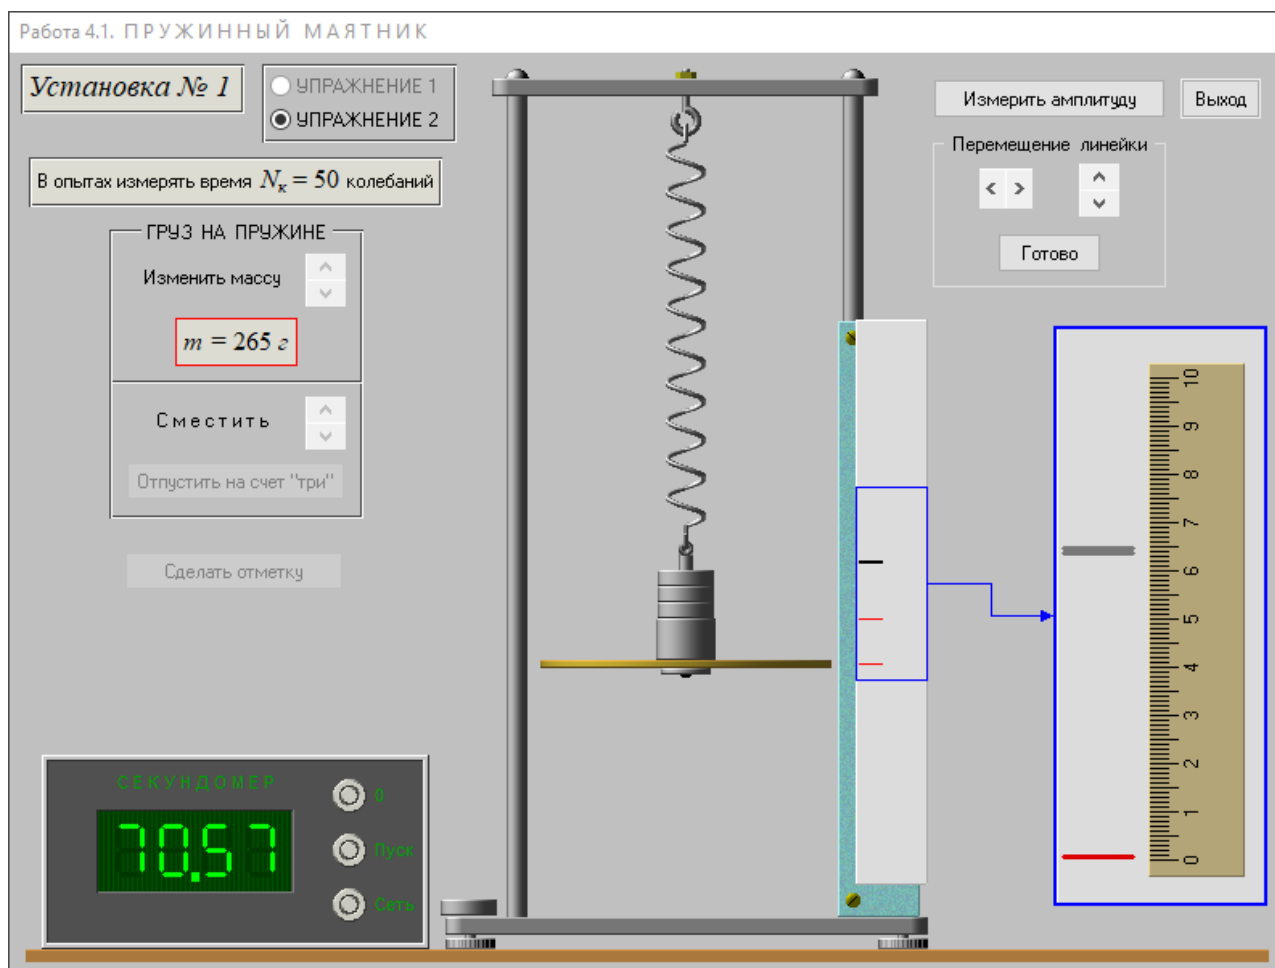 Работа 4.1. ПРУЖИННЫЙ МАЯТНИК
Установка № 1
УПРАЖНЕНИЕ 1
УПРАЖНЕНИЕ 2
В опытах измерять время Nк = 50 колебаний
ГРУЗ НА ПРУЖИНЕ
Изменить массу
m = 265 г
Сместить
Отпустить на счет "три"
Сделать отметку
СЕКУНДОМЕР
70.57
0
Пуск
Сеть
Измерить амплитуду
Выход
Перемещение линейки
Готово
10
9
8
7
6
5
4
3
2
1
0